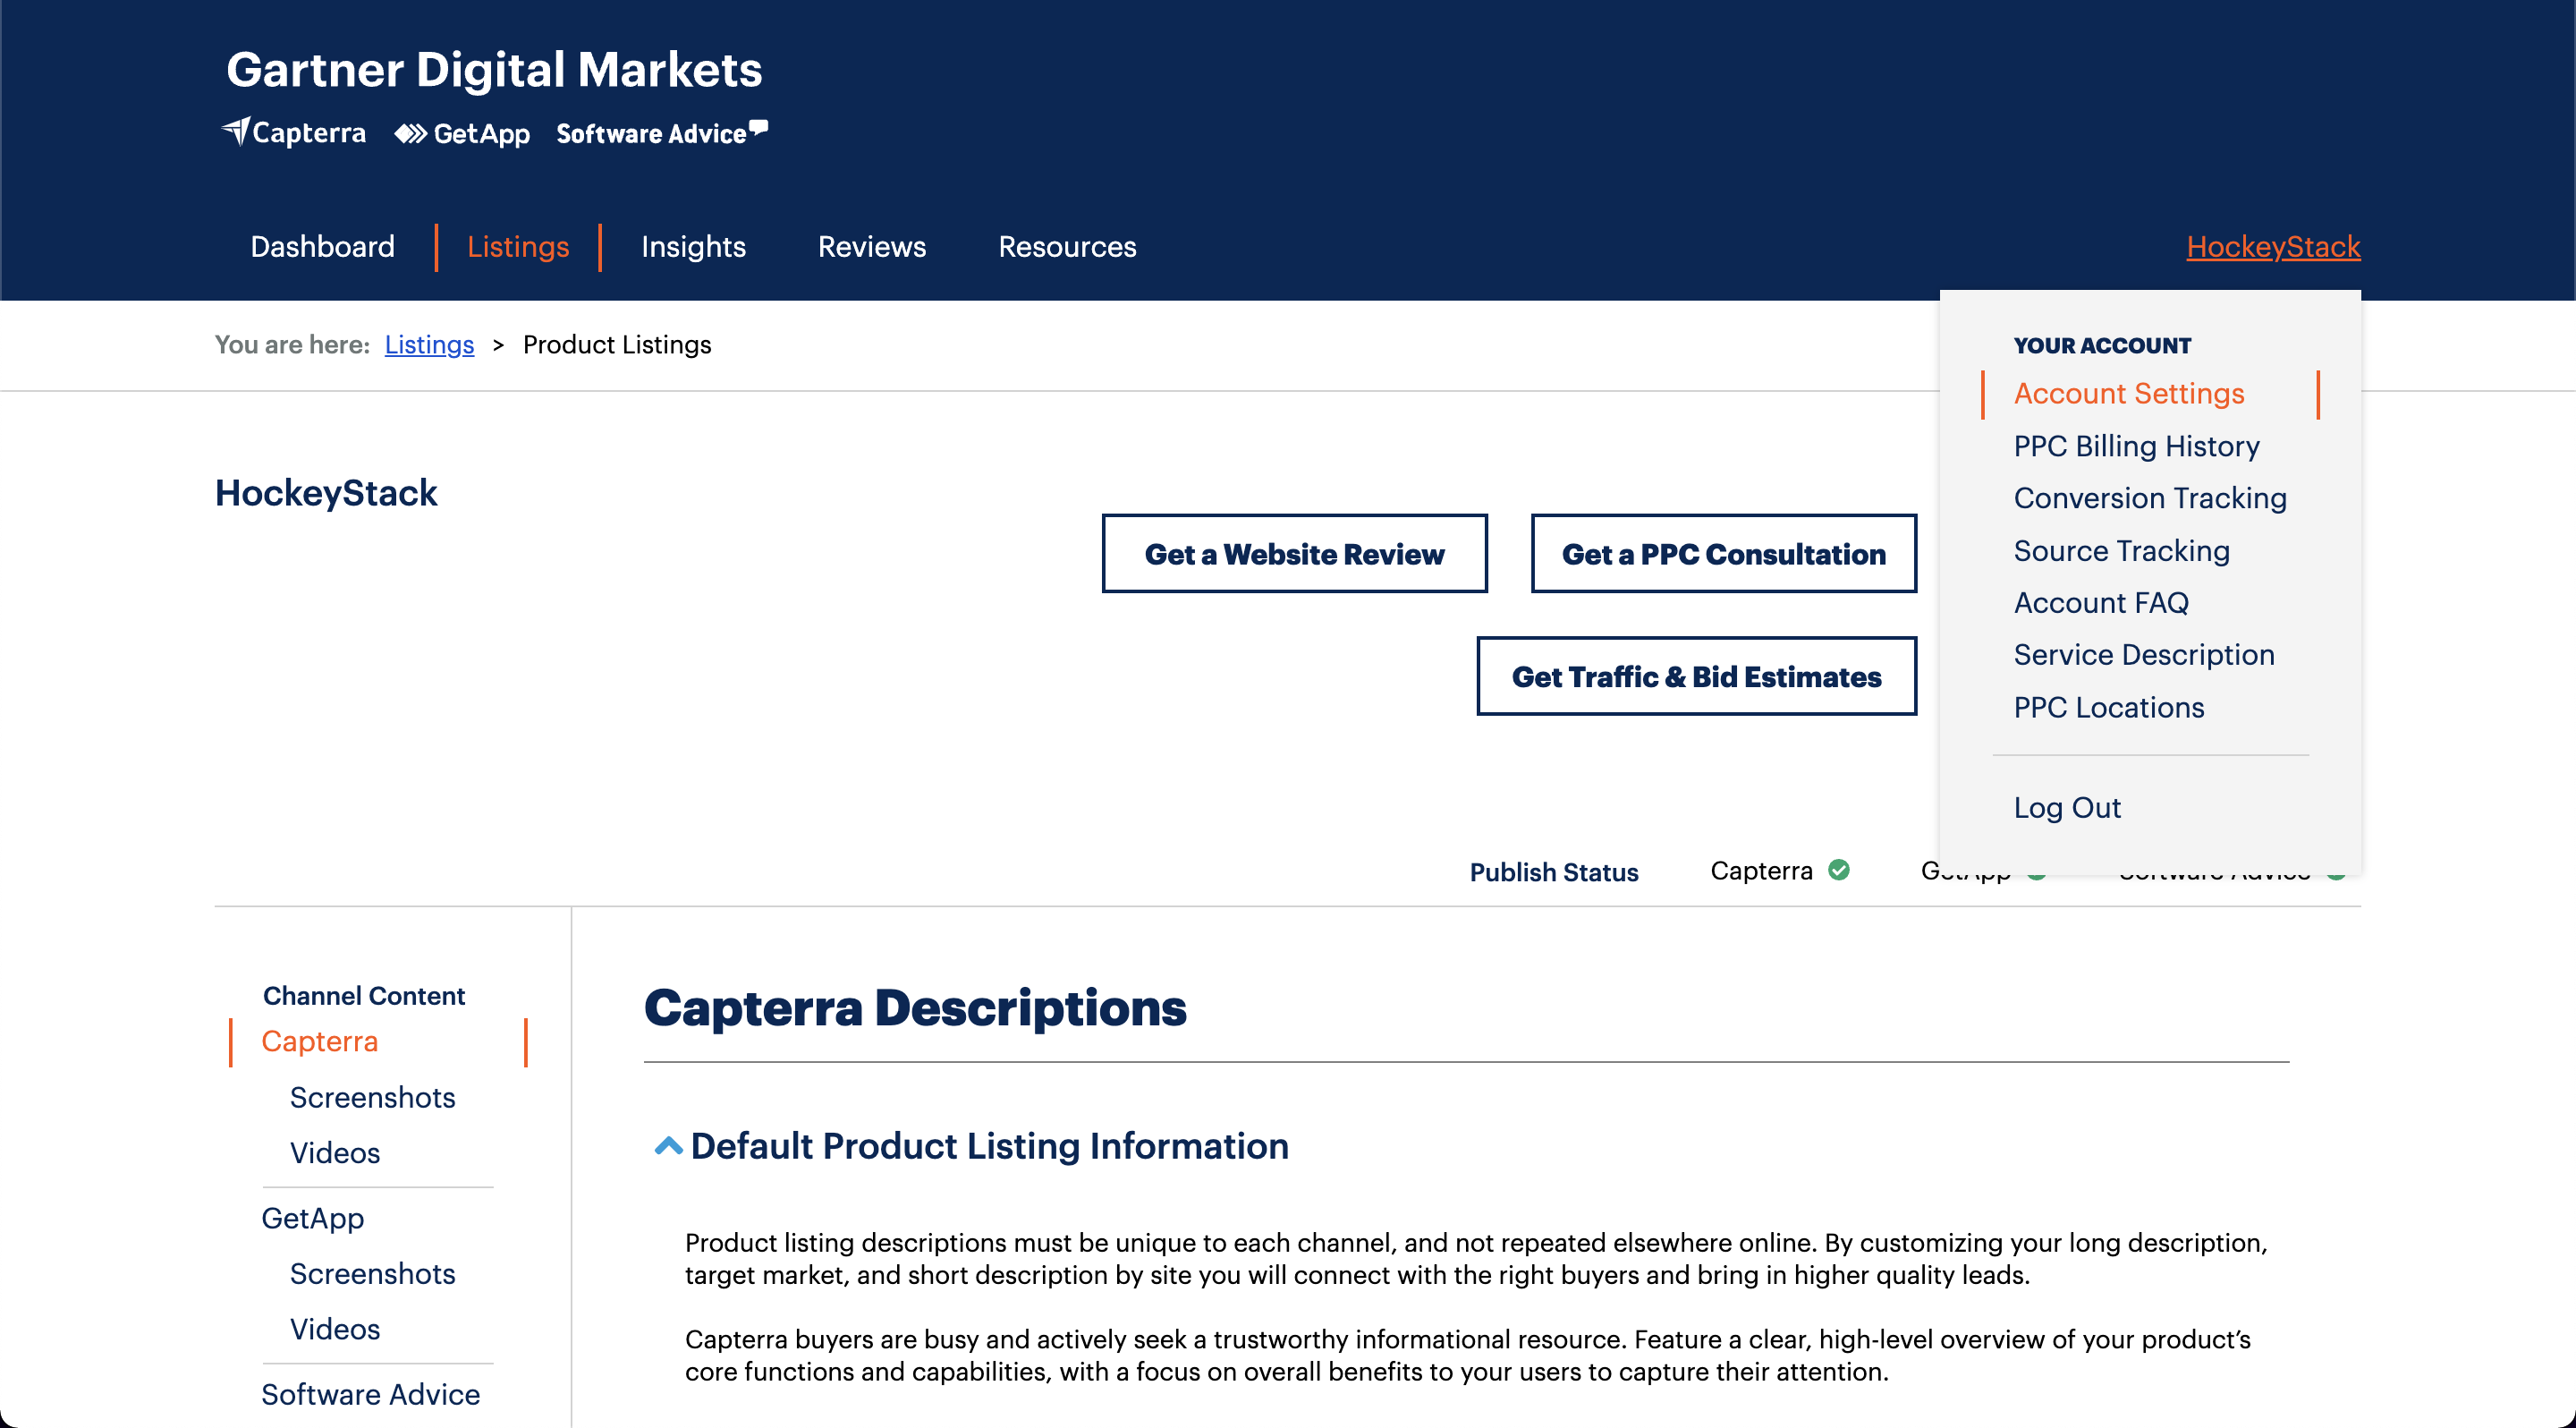 Gartner Digital Markets
Capterra GetApp Software Advice
Dashboard Listings Insights Reviews Resources HockeyStack
You are here: Listings > Product Listings
YOUR ACCOUNT
Account Settings
PPC Billing History
Conversion Tracking
Source Tracking
Account FAQ
Service Description
PPC Locations
Log Out
HockeyStack
Get a Website Review Get a PPC Consultation
Get Traffic & Bid Estimates
Publish Status Capterra GetApp Software Advice
Channel Content
Capterra
Screenshots
Videos
GetApp
Screenshots
Videos
Software Advice
Capterra Descriptions
Default Product Listing Information
Product listing descriptions must be unique to each channel, and not repeated elsewhere online. By customizing your long description,
target market, and short description by site you will connect with the right buyers and bring in higher quality leads.
Capterra buyers are busy and actively seek a trustworthy informational resource. Feature a clear, high-level overview of your product’s
core functions and capabilities, with a focus on overall benefits to your users to capture their attention.